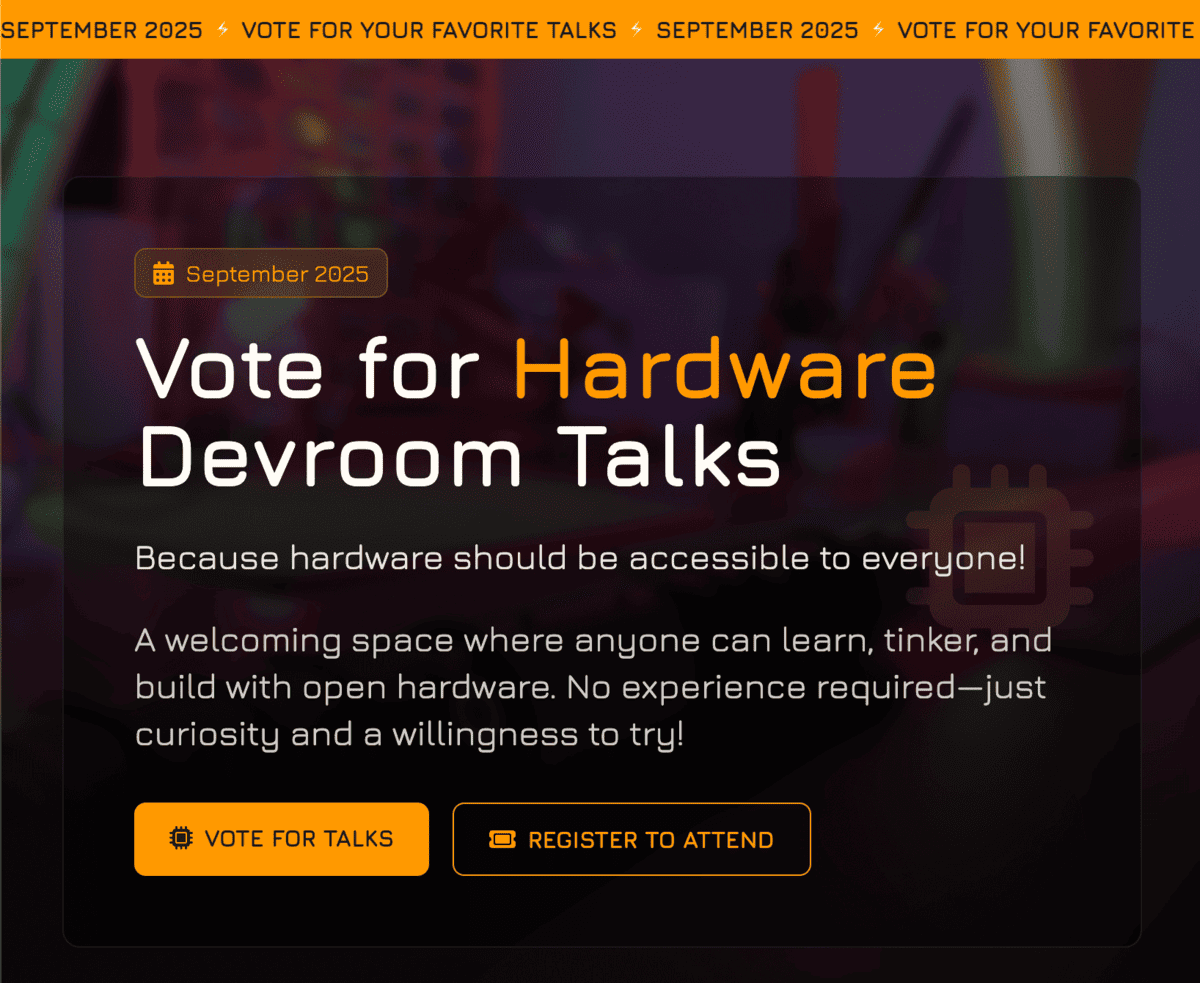 SEPTEMBER 2025 ⚡ VOTE FOR YOUR FAVORITE TALKS ⚡ SEPTEMBER 2025 ⚡ VOTE FOR YOUR FAVORITE
September 2025
Vote for Hardware
Devroom Talks
Because hardware should be accessible to everyone!
A welcoming space where anyone can learn, tinker, and
build with open hardware. No experience required—just
curiosity and a willingness to try!
VOTE FOR TALKS
REGISTER TO ATTEND